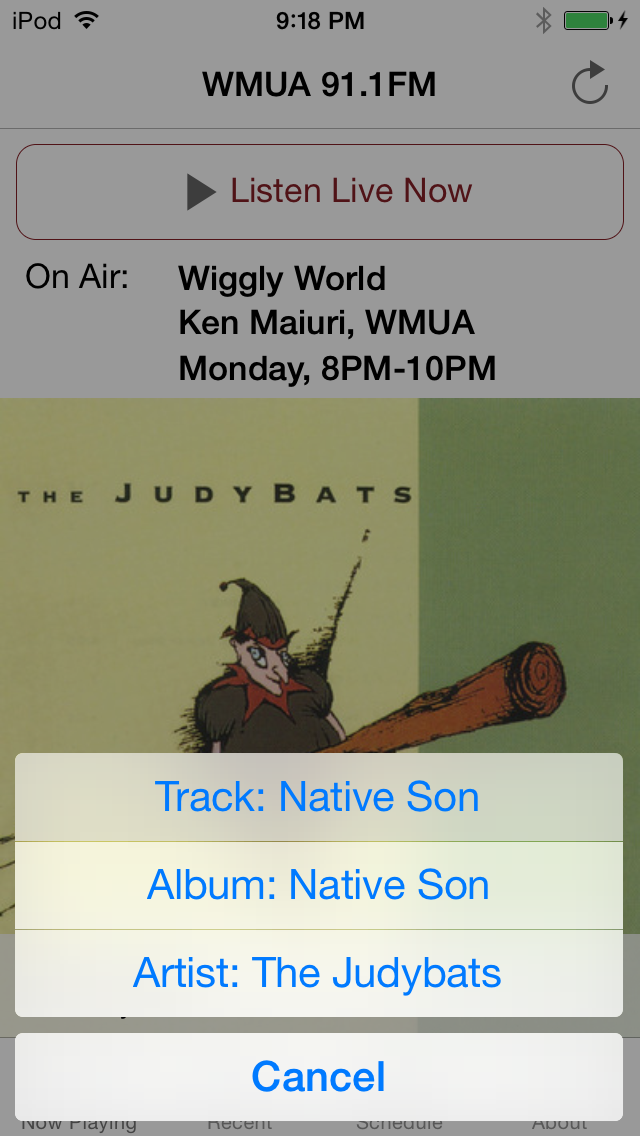 iPod 9:18 PM
WMUA 91.1FM
Listen Live Now
On Air: Wiggly World
Ken Maiuri, WMUA
Monday, 8PM-10PM
THE JUDYBATS
Track: Native Son
Album: Native Son
Artist: The Judybats
Cancel
Now Playing Recent Schedule About